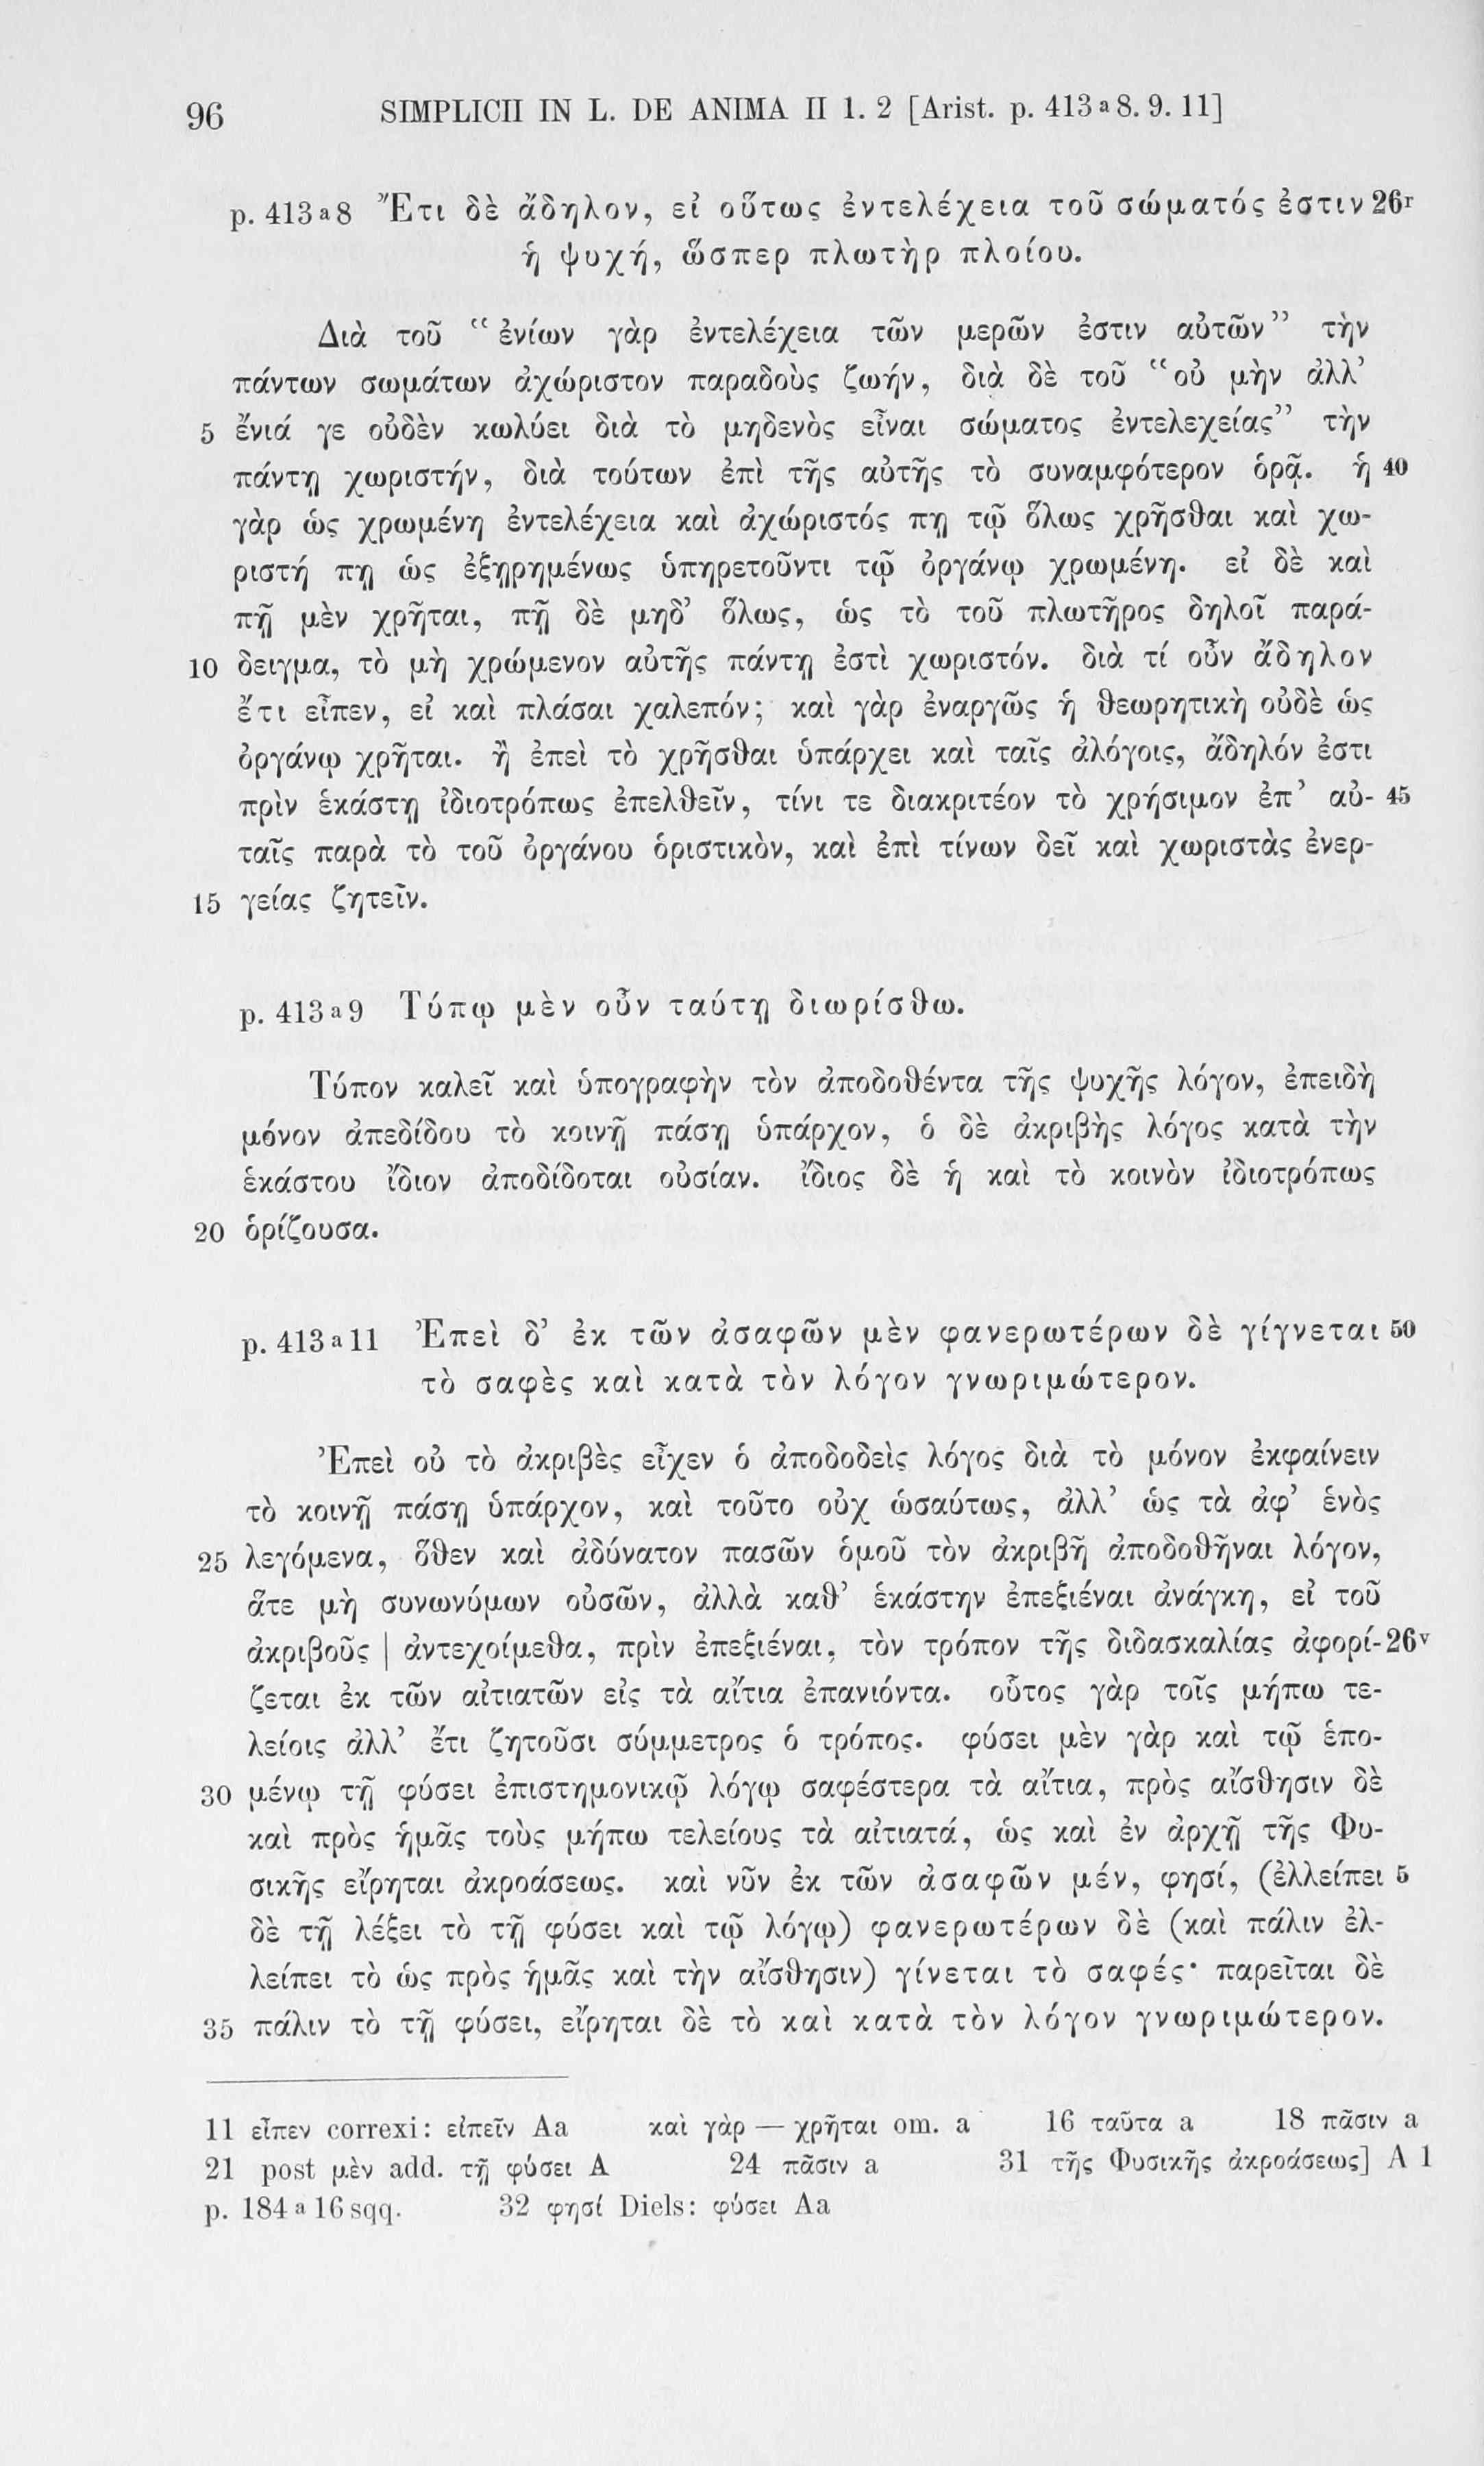 96 SIMPLICII IN L. DE ANIMA II 1. 2 [Arist. p. 413 a 8. 9. 11]
p. 413 a 8 Ἔτι δὲ ἄδηλον, εἰ οὕτως ἐντελέχεια τοῦ σώματός ἐστιν 26r
ἡ ψυχή, ὥσπερ πλωτὴρ πλοίου.
Διὰ τοῦ “ἐνίων γὰρ ἐντελέχεια τῶν μερῶν ἐστιν αὐτῶν” τὴν
πάντων σωμάτων ἀχώριστον παραδοὺς ζωήν, διὰ δὲ τοῦ “οὐ μὴν ἀλλ’
5 ἔνιά γε οὐδὲν κωλύει διὰ τὸ μηδενὸς εἶναι σώματος ἐντελεχείας” τὴν
πάντῃ χωριστήν, διὰ τούτων ἐπὶ τῆς αὐτῆς τὸ συναμφότερον ὁρᾷ. ἡ 40
γὰρ ὡς χρωμένη ἐντελέχεια καὶ ἀχώριστός πῃ τῷ ὅλως χρῆσθαι καὶ χω-
ριστή πῃ ὡς ἐξῃρημένως ὑπηρετοῦντι τῷ ὀργάνῳ χρωμένη. εἰ δὲ καὶ
πῇ μὲν χρῆται, πῇ δὲ μηδ’ ὅλως, ὡς τὸ τοῦ πλωτῆρος δηλοῖ παρά-
10 δειγμα, τὸ μὴ χρώμενον αὐτῆς πάντῃ ἐστὶ χωριστόν. διὰ τί οὖν ἄδηλον
ἔτι εἶπεν, εἰ καὶ πλάσαι χαλεπόν; καὶ γὰρ ἐναργῶς ἡ θεωρητικὴ οὐδὲ ὡς
ὀργάνῳ χρῆται. ἢ ἐπεὶ τὸ χρῆσθαι ὑπάρχει καὶ ταῖς ἀλόγοις, ἄδηλόν ἐστι
πρὶν ἑκάστῃ ἰδιοτρόπως ἐπελθεῖν, τίνι τε διακριτέον τὸ χρήσιμον ἐπ’ αὐ- 45
ταῖς παρὰ τὸ τοῦ ὀργάνου ὁριστικὸν, καὶ ἐπὶ τίνων δεῖ καὶ χωριστὰς ἐνερ-
15 γείας ζητεῖν.
p. 413 a 9 Τύπῳ μὲν οὖν ταύτῃ διωρίσθω.
Τύπον καλεῖ καὶ ὑπογραφὴν τὸν ἀποδοθέντα τῆς ψυχῆς λόγον, ἐπειδὴ
μόνον ἀπεδίδου τὸ κοινῇ πάσῃ ὑπάρχον, ὁ δὲ ἀκριβὴς λόγος κατὰ τὴν
ἑκάστου ἴδιον ἀποδίδοται οὐσίαν. ἴδιος δὲ ἡ καὶ τὸ κοινὸν ἰδιοτρόπως
20 ὁρίζουσα.
p. 413 a 11 Ἐπεὶ δ’ ἐκ τῶν ἀσαφῶν μὲν φανερωτέρων δὲ γίγνεται 50
τὸ σαφὲς καὶ κατὰ τὸν λόγον γνωριμώτερον.
Ἐπεὶ οὐ τὸ ἀκριβὲς εἶχεν ὁ ἀποδοδεὶς λόγος διὰ τὸ μόνον ἐκφαίνειν
τὸ κοινῇ πάσῃ ὑπάρχον, καὶ τοῦτο οὐχ ὡσαύτως, ἀλλ’ ὡς τὰ ἀφ’ ἑνὸς
25 λεγόμενα, ὅθεν καὶ ἀδύνατον πασῶν ὁμοῦ τὸν ἀκριβῆ ἀποδοθῆναι λόγον,
ἅτε μὴ συνωνύμων οὐσῶν, ἀλλὰ καθ’ ἑκάστην ἐπεξιέναι ἀνάγκη, εἰ τοῦ
ἀκριβοῦς | ἀντεχοίμεθα, πρὶν ἐπεξιέναι, τὸν τρόπον τῆς διδασκαλίας ἀφορί- 26v
ζεται ἐκ τῶν αἰτιατῶν εἰς τὰ αἴτια ἐπανιόντα. οὗτος γὰρ τοῖς μήπω τε-
λείοις ἀλλ’ ἔτι ζητοῦσι σύμμετρος ὁ τρόπος. φύσει μὲν γὰρ καὶ τῷ ἑπο-
30 μένῳ τῇ φύσει ἐπιστημονικῷ λόγῳ σαφέστερα τὰ αἴτια, πρὸς αἴσθησιν δὲ
καὶ πρὸς ἡμᾶς τοὺς μήπω τελείους τὰ αἰτιατά, ὡς καὶ ἐν ἀρχῇ τῆς Φυ-
σικῆς εἴρηται ἀκροάσεως. καὶ νῦν ἐκ τῶν ἀσαφῶν μέν, φησί, (ἐλλείπει 5
δὲ τῇ λέξει τὸ τῇ φύσει καὶ τῷ λόγῳ) φανερωτέρων δὲ (καὶ πάλιν ἐλ-
λείπει τὸ ὡς πρὸς ἡμᾶς καὶ τὴν αἴσθησιν) γίνεται τὸ σαφές· παρεῖται δὲ
35 πάλιν τὸ τῇ φύσει, εἴρηται δὲ τὸ καὶ κατὰ τὸν λόγον γνωριμώτερον.
11 εἶπεν correxi: εἰπεῖν Aa καὶ γὰρ — χρῆται om. a 16 ταῦτα a 18 πᾶσιν a
21 post μὲν add. τῇ φύσει A 24 πᾶσιν a 31 τῆς Φυσικῆς ἀκροάσεως] A 1
p. 184 a 16 sqq. 32 φησί Diels: φύσει Aa